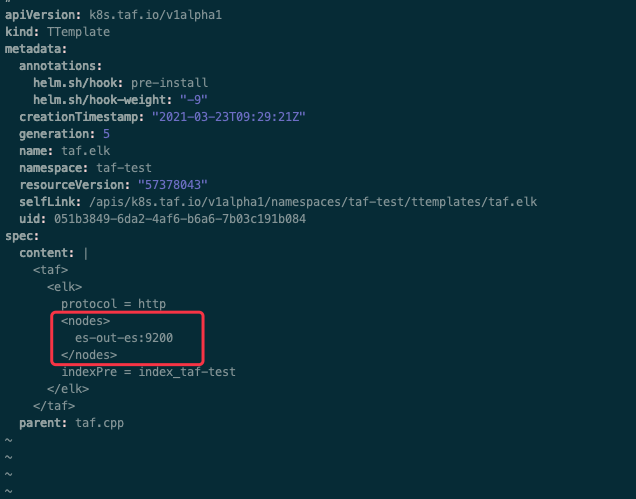 apiVersion: k8s.taf.io/v1alpha1
kind: TTemplate
metadata:
  annotations:
    helm.sh/hook: pre-install
    helm.sh/hook-weight: "-9"
  creationTimestamp: "2021-03-23T09:29:21Z"
  generation: 5
  name: taf.elk
  namespace: taf-test
  resourceVersion: "57378043"
  selfLink: /apis/k8s.taf.io/v1alpha1/namespaces/taf-test/ttemplates/taf.elk
  uid: 051b3849-6da2-4af6-b6a6-7b03c191b084
spec:
  content: |
    <taf>
      <elk>
        protocol = http
        <nodes>
          es-out-es:9200
        </nodes>
        indexPre = index_taf-test
      </elk>
    </taf>
  parent: taf.cpp
~
~
~
~